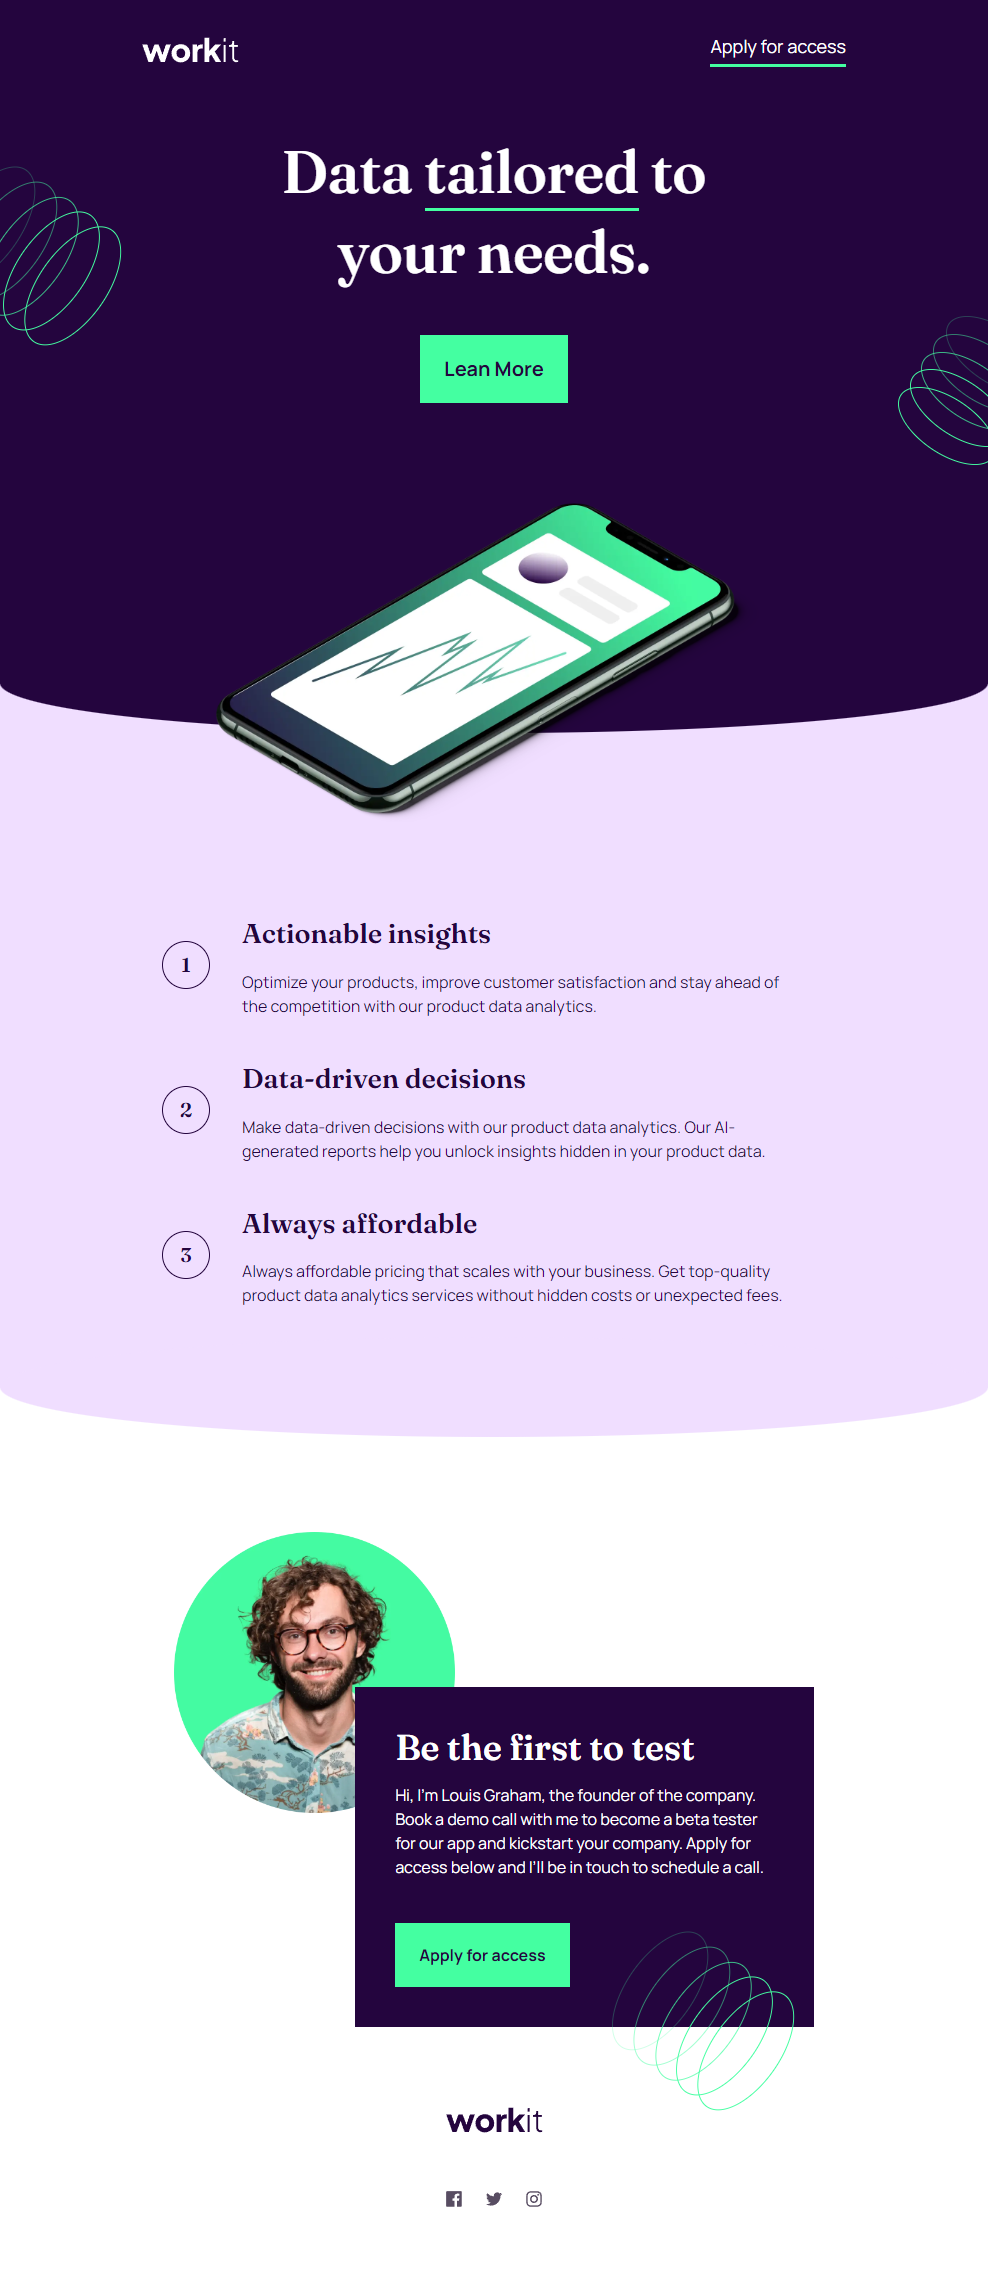 workit
Apply for access
Data tailored to
your needs.
Lean More
1
Actionable insights
Optimize your products, improve customer satisfaction and stay ahead of
the competition with our product data analytics.
2
Data-driven decisions
Make data-driven decisions with our product data analytics. Our AI-
generated reports help you unlock insights hidden in your product data.
3
Always affordable
Always affordable pricing that scales with your business. Get top-quality
product data analytics services without hidden costs or unexpected fees.
Be the first to test
Hi, I'm Louis Graham, the founder of the company.
Book a demo call with me to become a beta tester
for our app and kickstart your company. Apply for
access below and I'll be in touch to schedule a call.
Apply for access
workit